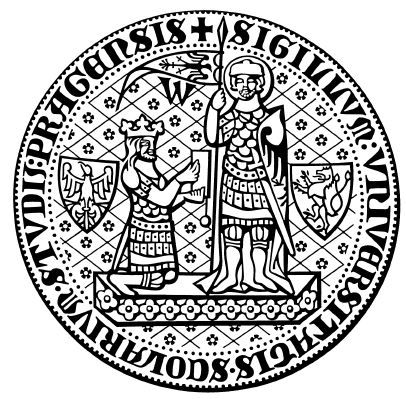 ✝ SIGILLVM : VNIVERSITATIS : SCOLARIVM : STVDII : PRAGENSIS
W